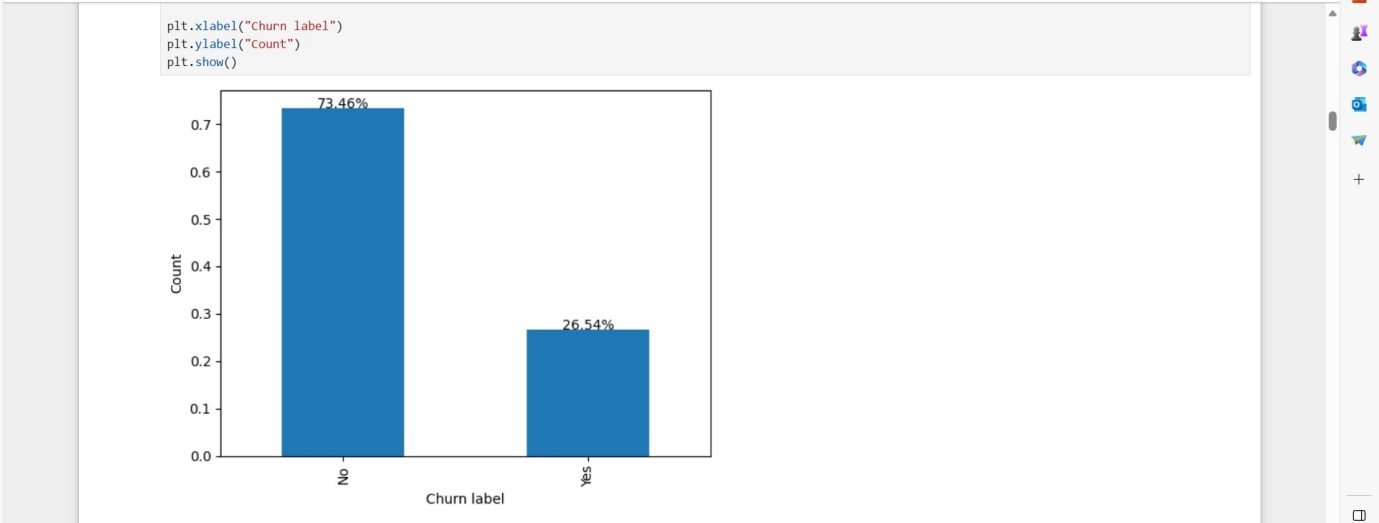 plt.xlabel("Churn label")
plt.ylabel("Count")
plt.show()
73.46%
0.7
0.6
0.5
Count
0.4
0.3
26.54%
0.2
0.1
0.0
No
Yes
Churn label